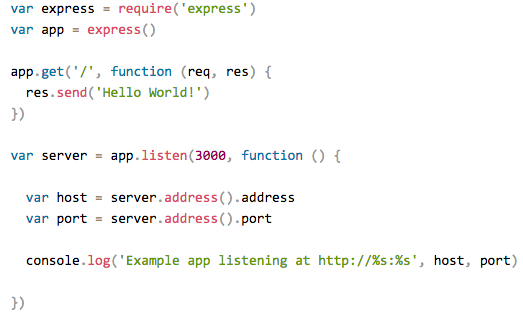 var express = require('express')
var app = express()

app.get('/', function (req, res) {
  res.send('Hello World!')
})

var server = app.listen(3000, function () {

  var host = server.address().address
  var port = server.address().port

  console.log('Example app listening at http://%s:%s', host, port)

})